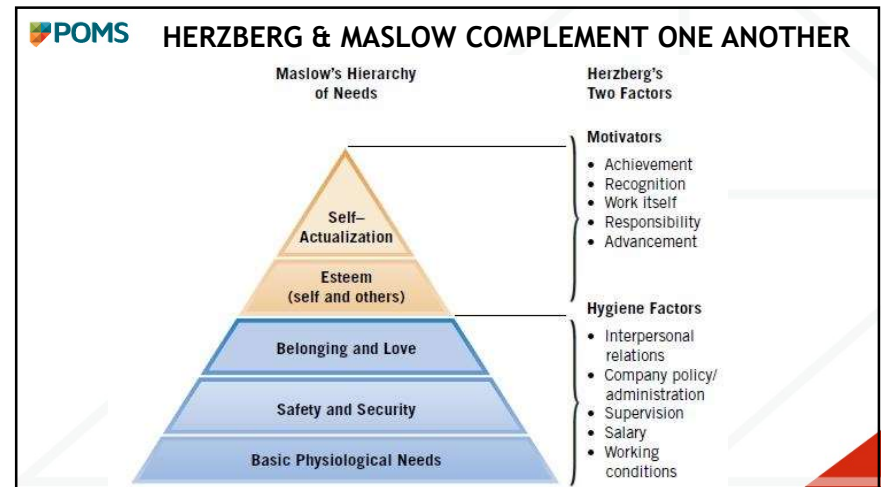 POMS
HERZBERG & MASLOW COMPLEMENT ONE ANOTHER
Maslow's Hierarchy
of Needs
Self–
Actualization
Esteem
(self and others)
Belonging and Love
Safety and Security
Basic Physiological Needs
Herzberg's
Two Factors
Motivators
• Achievement
• Recognition
• Work itself
• Responsibility
• Advancement
Hygiene Factors
• Interpersonal
relations
• Company policy/
administration
• Supervision
• Salary
• Working
conditions